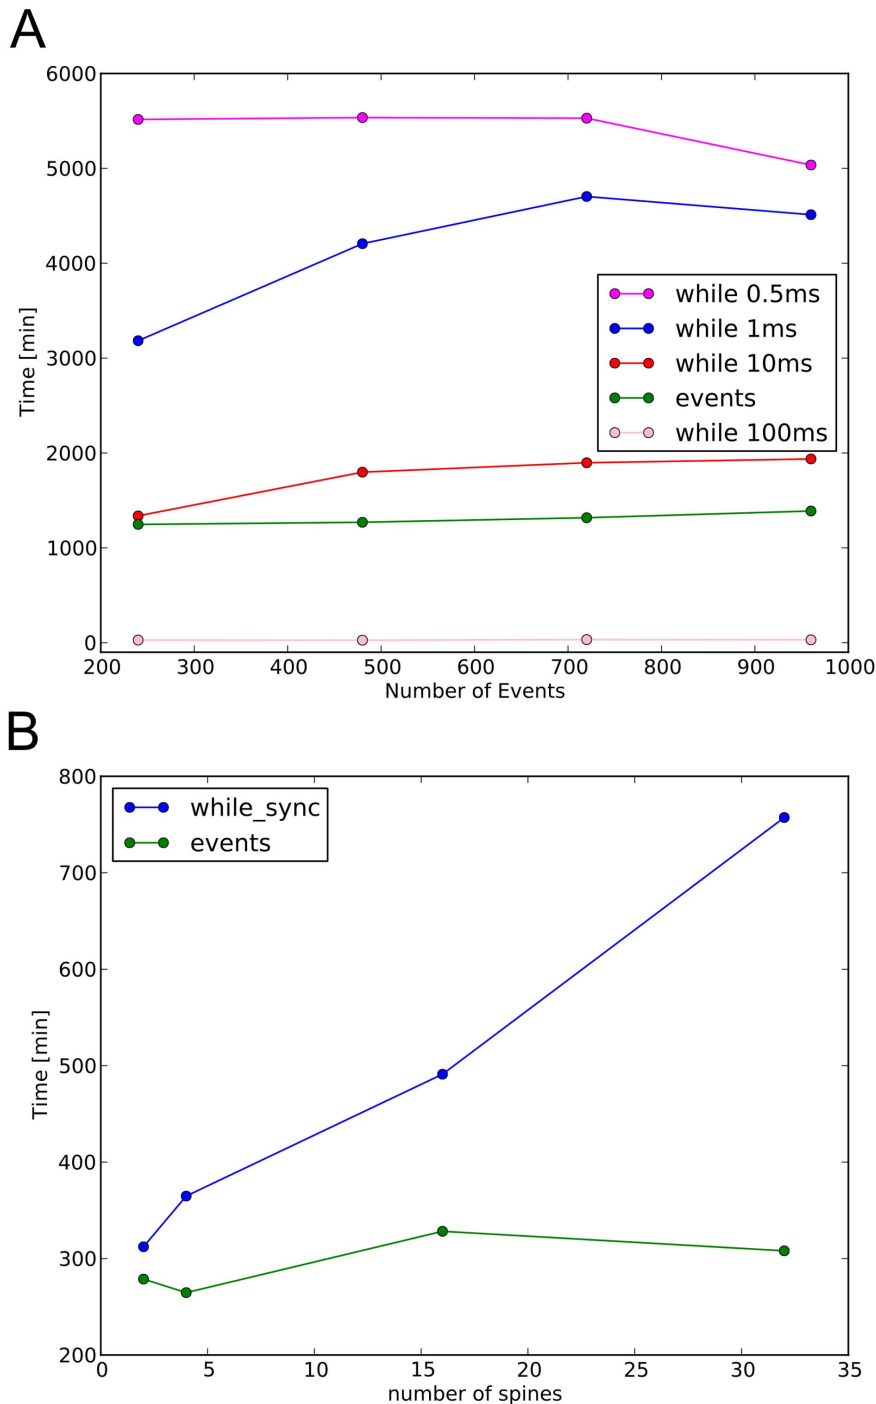 A
6000
5000
4000
3000
2000
1000
0
Time [min]
while 0.5ms
while 1ms
while 10ms
events
while 100ms
200 300 400 500 600 700 800 900 1000
Number of Events
B
800
700
600
500
400
300
200
Time [min]
while_sync
events
0 5 10 15 20 25 30 35
number of spines